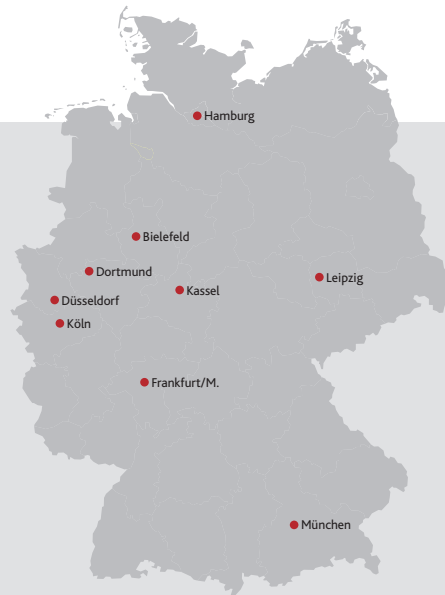 Hamburg
Bielefeld
Dortmund
Leipzig
Kassel
Düsseldorf
Köln
Frankfurt/M.
München